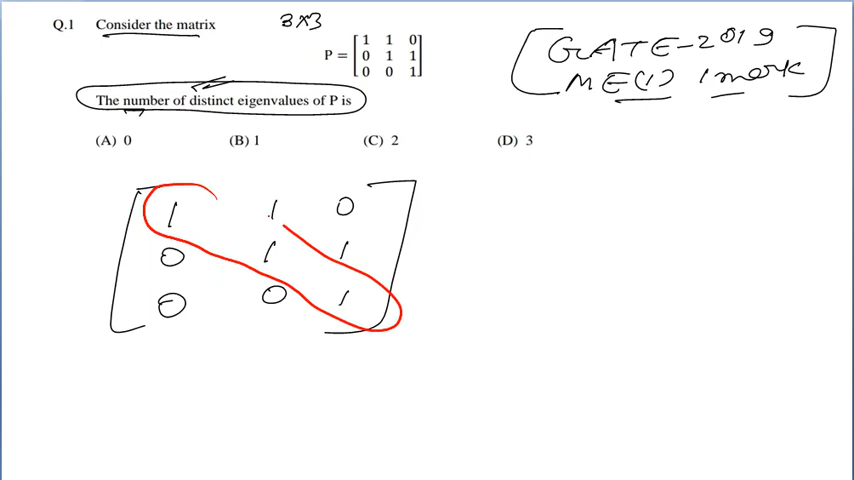 Q.1 Consider the matrix 3×3
P = [ 1 1 0
0 1 1
0 0 1 ]
[ GATE-2019
ME(1) 1 mark ]
The number of distinct eigenvalues of P is
(A) 0 (B) 1 (C) 2 (D) 3
[ 1 1 0
0 1 1
0 0 1 ]